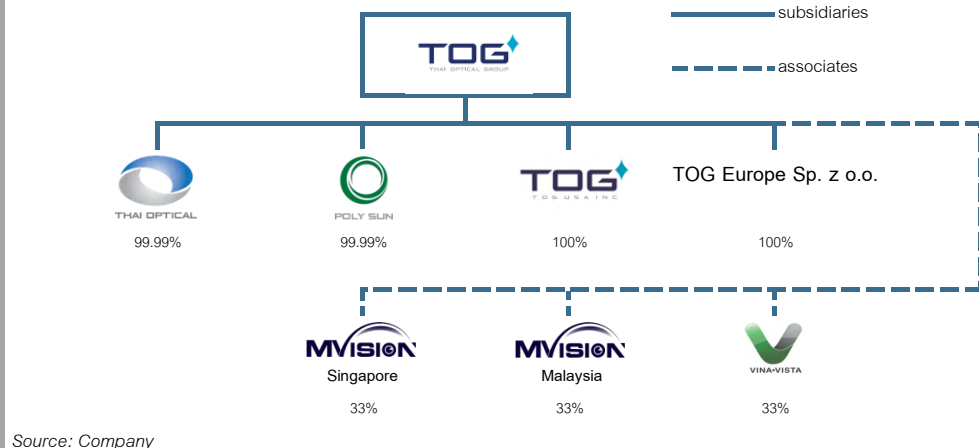 subsidiaries
TOG
THAI OPTICAL GROUP
associates
THAI OPTICAL
POLY SUN
TOG
TOG USA INC
TOG Europe Sp. z o.o.
99.99%
99.99%
100%
100%
MVISION
Singapore
MVISION
Malaysia
VINA•VISTA
33%
33%
33%
Source: Company